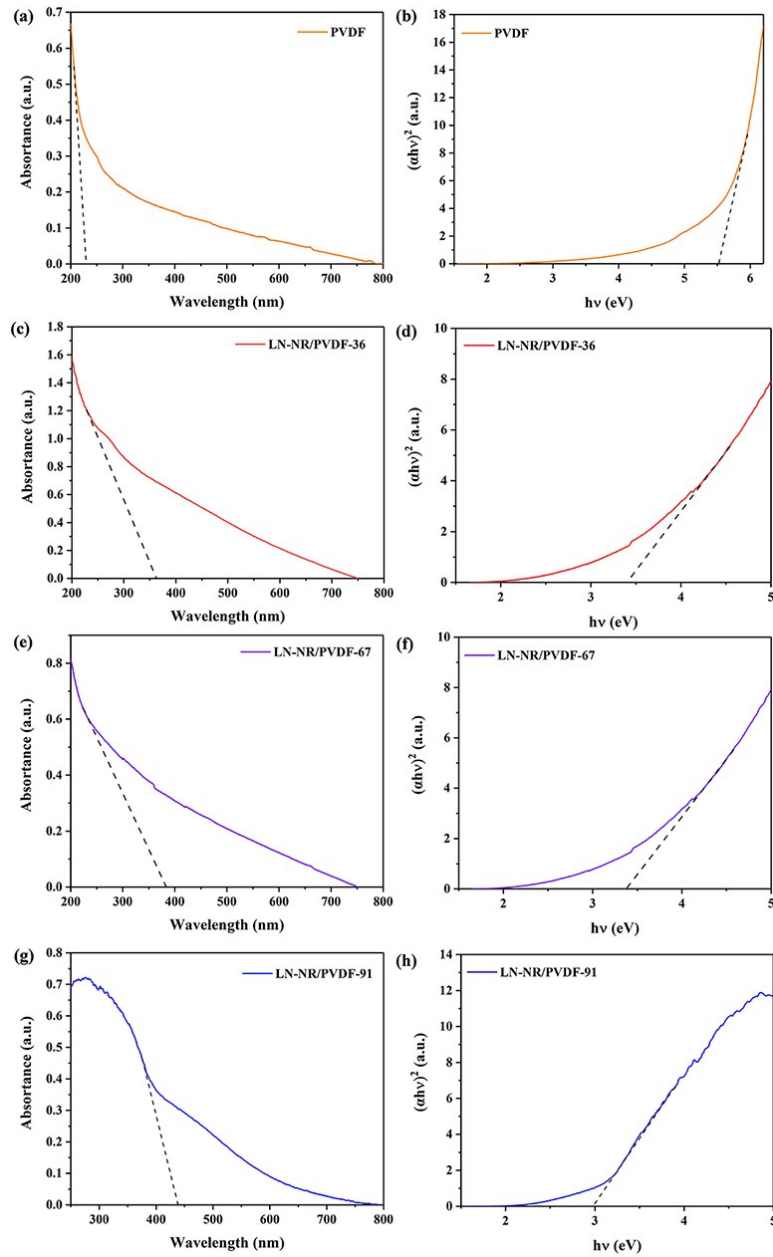 (a)
PVDF
Absortance (a.u.)
0.7
0.6
0.5
0.4
0.3
0.2
0.1
0.0
200 300 400 500 600 700 800
Wavelength (nm)
(b)
PVDF
(αhν)² (a.u.)
18
16
14
12
10
8
6
4
2
0
2 3 4 5 6
hν (eV)
(c)
LN-NR/PVDF-36
Absortance (a.u.)
1.8
1.6
1.4
1.2
1.0
0.8
0.6
0.4
0.2
0.0
200 300 400 500 600 700 800
Wavelength (nm)
(d)
LN-NR/PVDF-36
(αhν)² (a.u.)
10
8
6
4
2
0
2 3 4 5
hν (eV)
(e)
LN-NR/PVDF-67
Absortance (a.u.)
0.8
0.6
0.4
0.2
0.0
200 300 400 500 600 700 800
Wavelength (nm)
(f)
LN-NR/PVDF-67
(αhν)² (a.u.)
10
8
6
4
2
0
2 3 4 5
hν (eV)
(g)
LN-NR/PVDF-91
Absortance (a.u.)
0.8
0.7
0.6
0.5
0.4
0.3
0.2
0.1
0.0
300 400 500 600 700 800
Wavelength (nm)
(h)
LN-NR/PVDF-91
(αhν)² (a.u.)
14
12
10
8
6
4
2
0
2 3 4 5
hν (eV)